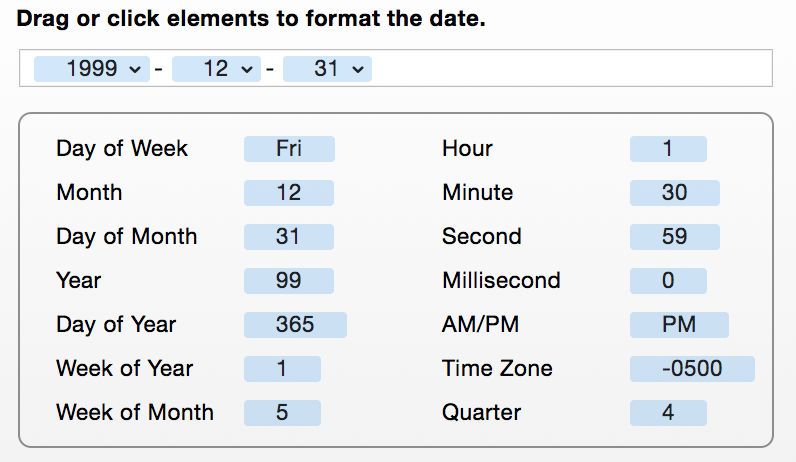 Drag or click elements to format the date.
1999 - 12 - 31
Day of Week Fri Hour 1
Month 12 Minute 30
Day of Month 31 Second 59
Year 99 Millisecond 0
Day of Year 365 AM/PM PM
Week of Year 1 Time Zone -0500
Week of Month 5 Quarter 4